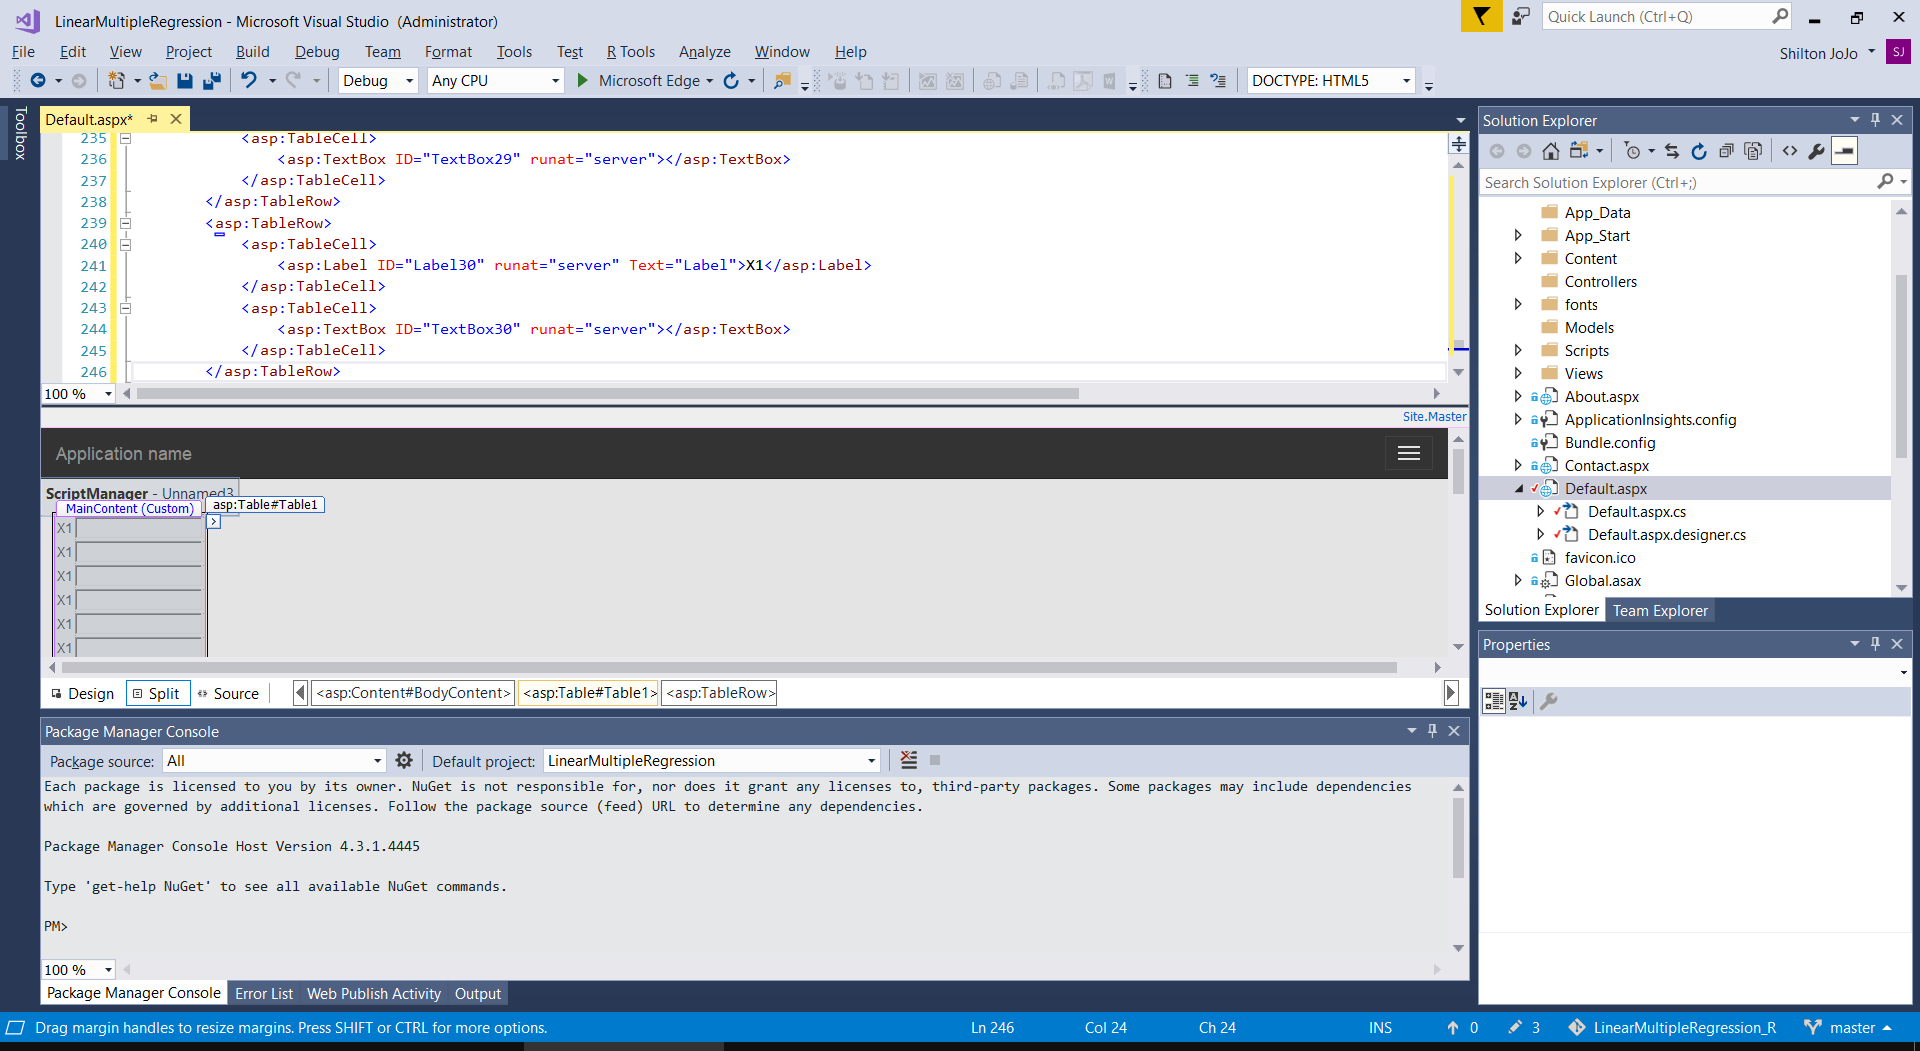 LinearMultipleRegression - Microsoft Visual Studio (Administrator)
Quick Launch (Ctrl+Q)
File Edit View Project Build Debug Team Format Tools Test R Tools Analyze Window Help
Shilton JoJo
SJ
Debug
Any CPU
Microsoft Edge
DOCTYPE: HTML5
Toolbox
Default.aspx*
235 <asp:TableCell>
236 <asp:TextBox ID="TextBox29" runat="server"></asp:TextBox>
237 </asp:TableCell>
238 </asp:TableRow>
239 <asp:TableRow>
240 <asp:TableCell>
241 <asp:Label ID="Label30" runat="server" Text="Label">X1</asp:Label>
242 </asp:TableCell>
243 <asp:TableCell>
244 <asp:TextBox ID="TextBox30" runat="server"></asp:TextBox>
245 </asp:TableCell>
246 </asp:TableRow>
100 %
Site.Master
Application name
ScriptManager - Unnamed3
MainContent (Custom)
asp:Table#Table1
X1
X1
X1
X1
X1
X1
Design Split Source
<asp:Content#BodyContent> <asp:Table#Table1> <asp:TableRow>
Package Manager Console
Package source: All
Default project: LinearMultipleRegression
Each package is licensed to you by its owner. NuGet is not responsible for, nor does it grant any licenses to, third-party packages. Some packages may include dependencies
which are governed by additional licenses. Follow the package source (feed) URL to determine any dependencies.
Package Manager Console Host Version 4.3.1.4445
Type 'get-help NuGet' to see all available NuGet commands.
PM>
100 %
Package Manager Console Error List Web Publish Activity Output
Solution Explorer
Search Solution Explorer (Ctrl+;)
App_Data
App_Start
Content
Controllers
fonts
Models
Scripts
Views
About.aspx
ApplicationInsights.config
Bundle.config
Contact.aspx
Default.aspx
Default.aspx.cs
Default.aspx.designer.cs
favicon.ico
Global.asax
Solution Explorer Team Explorer
Properties
Drag margin handles to resize margins. Press SHIFT or CTRL for more options.
Ln 246 Col 24 Ch 24 INS 0 3 LinearMultipleRegression_R master